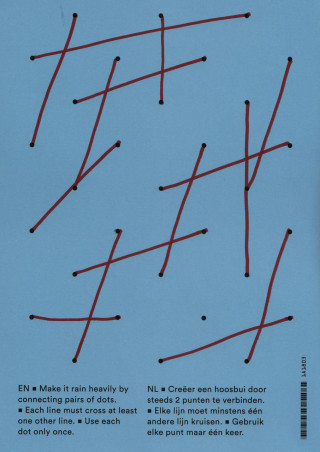 EN ▪ Make it rain heavily by
connecting pairs of dots.
▪ Each line must cross at least
one other line. ▪ Use each
dot only once.
NL ▪ Creëer een hoosbui door
steeds 2 punten te verbinden.
▪ Elke lijn moet minstens één
andere lijn kruisen. ▪ Gebruik
elke punt maar één keer.
141803